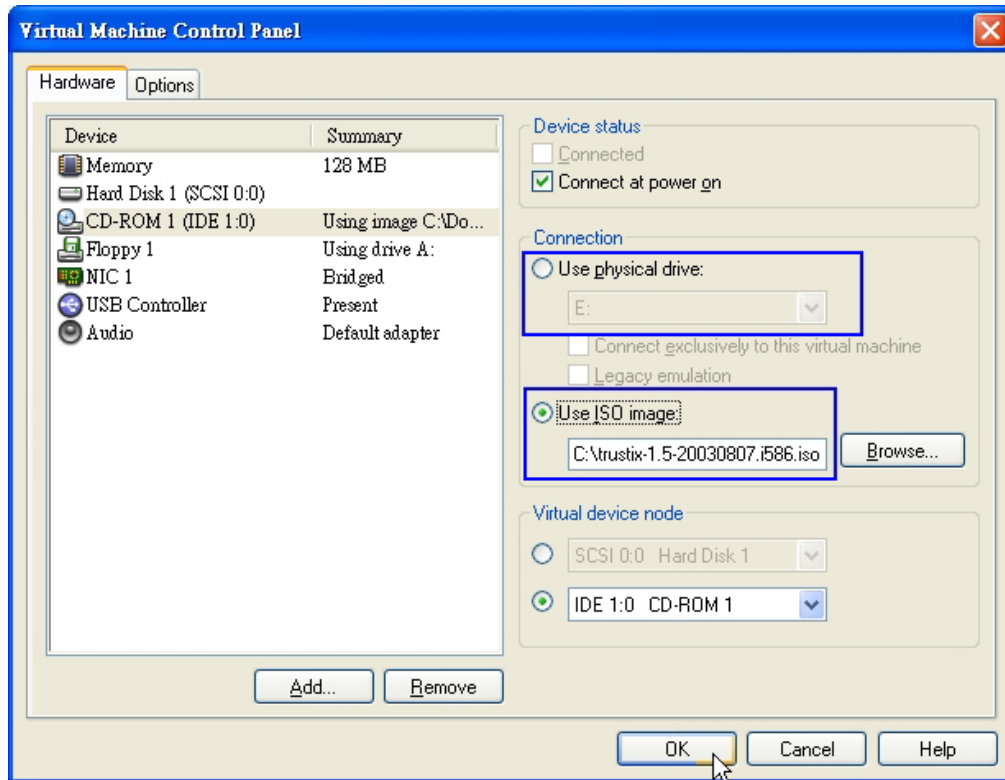 Virtual Machine Control Panel
Hardware Options
Device Summary
Memory 128 MB
Hard Disk 1 (SCSI 0:0)
CD-ROM 1 (IDE 1:0) Using image C:\Do...
Floppy 1 Using drive A:
NIC 1 Bridged
USB Controller Present
Audio Default adapter
Add... Remove
Device status
Connected
Connect at power on
Connection
Use physical drive:
E:
Connect exclusively to this virtual machine
Legacy emulation
Use ISO image:
C:\trustix-1.5-20030807.i586.iso Browse...
Virtual device node
SCSI 0:0 Hard Disk 1
IDE 1:0 CD-ROM 1
OK Cancel Help